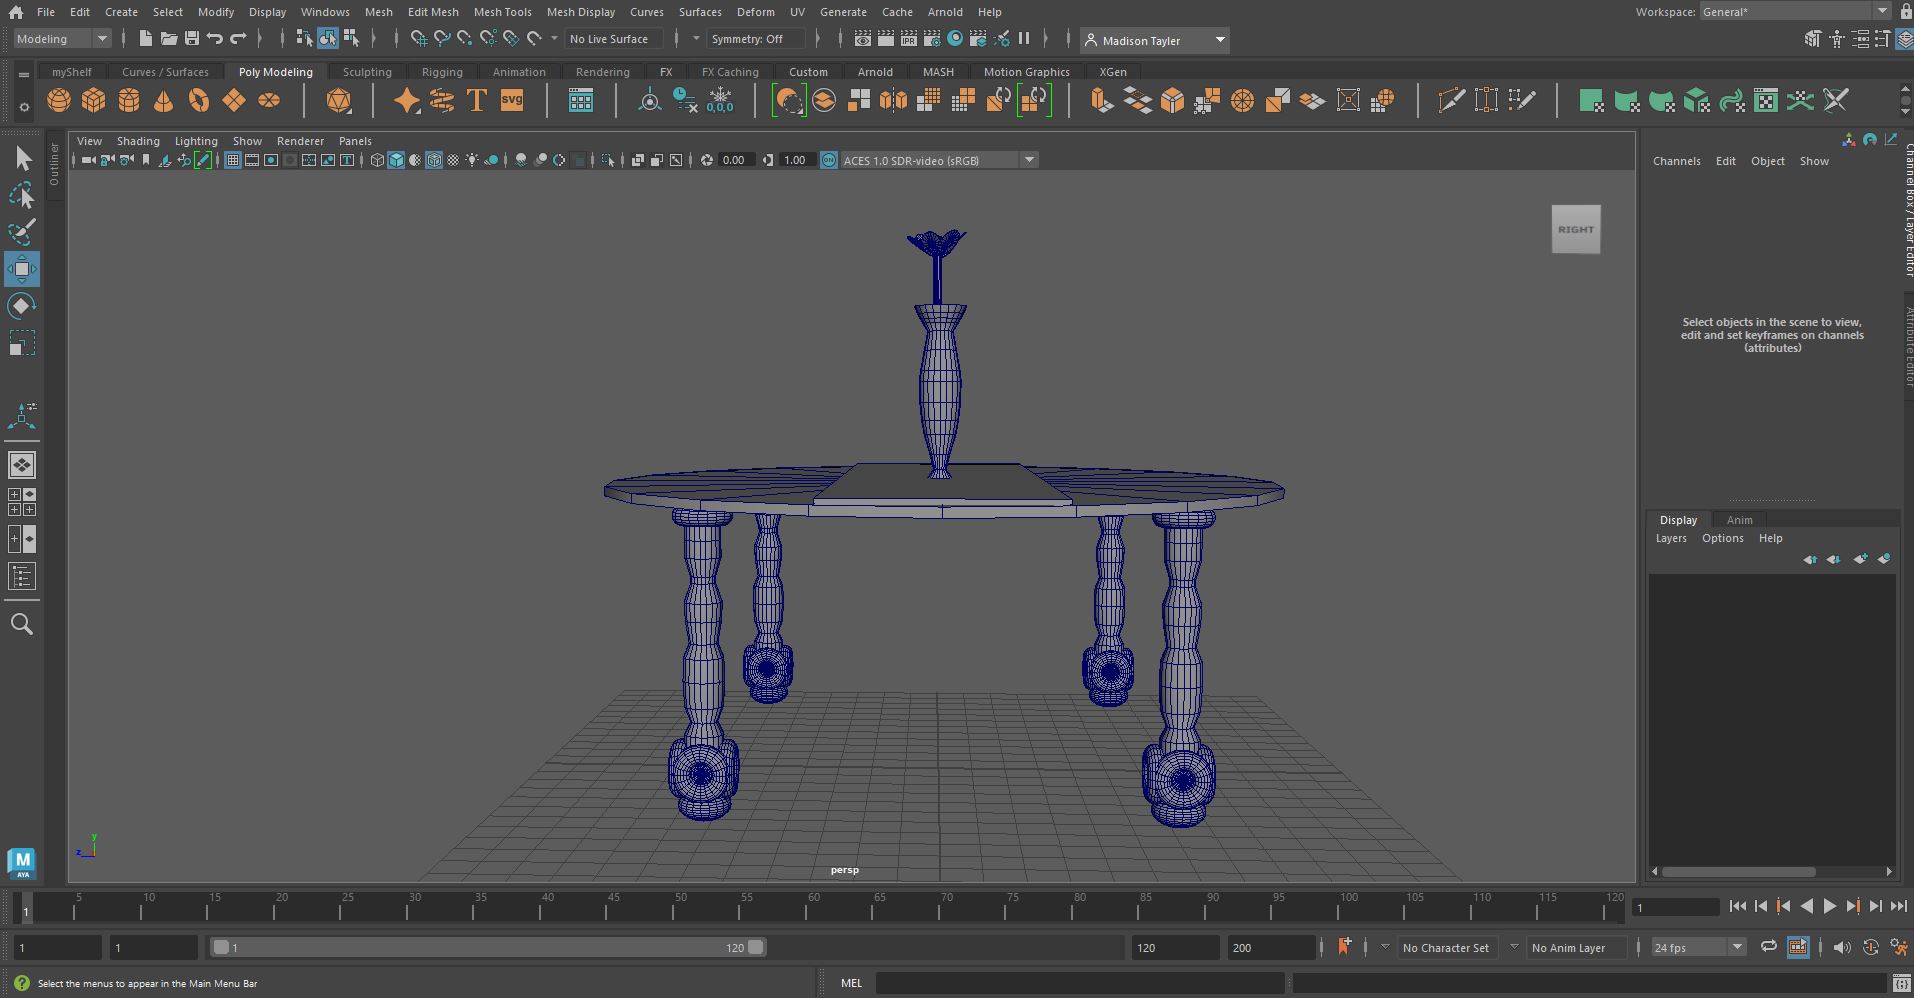 File Edit Create Select Modify Display Windows Mesh Edit Mesh Mesh Tools Mesh Display Curves Surfaces Deform UV Generate Cache Arnold Help Workspace: General*
Modeling No Live Surface Symmetry: Off IPR Madison Tayler
myShelf Curves / Surfaces Poly Modeling Sculpting Rigging Animation Rendering FX FX Caching Custom Arnold MASH Motion Graphics XGen
T SVG 0,0,0
View Shading Lighting Show Renderer Panels
0.00 1.00 ON ACES 1.0 SDR-video (sRGB)
Outliner
Channels Edit Object Show
Channel Box / Layer Editor
Attribute Editor
RIGHT
Select objects in the scene to view,
edit and set keyframes on channels
(attributes)
Display Anim
Layers Options Help
y
z
persp
M
AYA
1 5 10 15 20 25 30 35 40 45 50 55 60 65 70 75 80 85 90 95 100 105 110 115 120 1
1 1 1 120 120 200 No Character Set No Anim Layer 24 fps
Select the menus to appear in the Main Menu Bar MEL